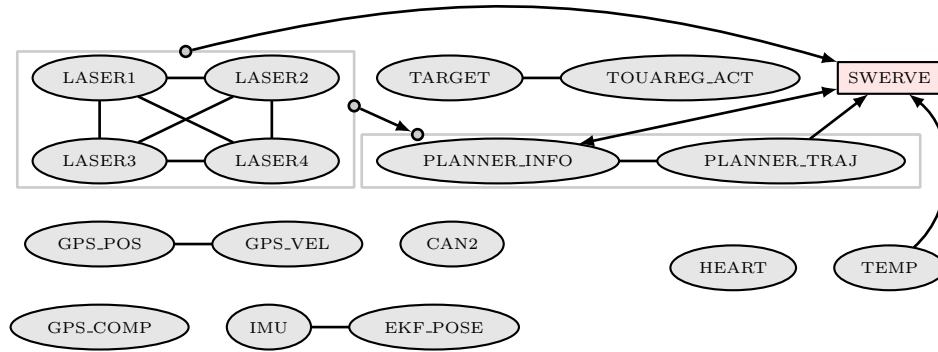 LASER1
LASER2
TARGET
TOUAREG_ACT
SWERVE
LASER3
LASER4
PLANNER_INFO
PLANNER_TRAJ
GPS_POS
GPS_VEL
CAN2
HEART
TEMP
GPS_COMP
IMU
EKF_POSE